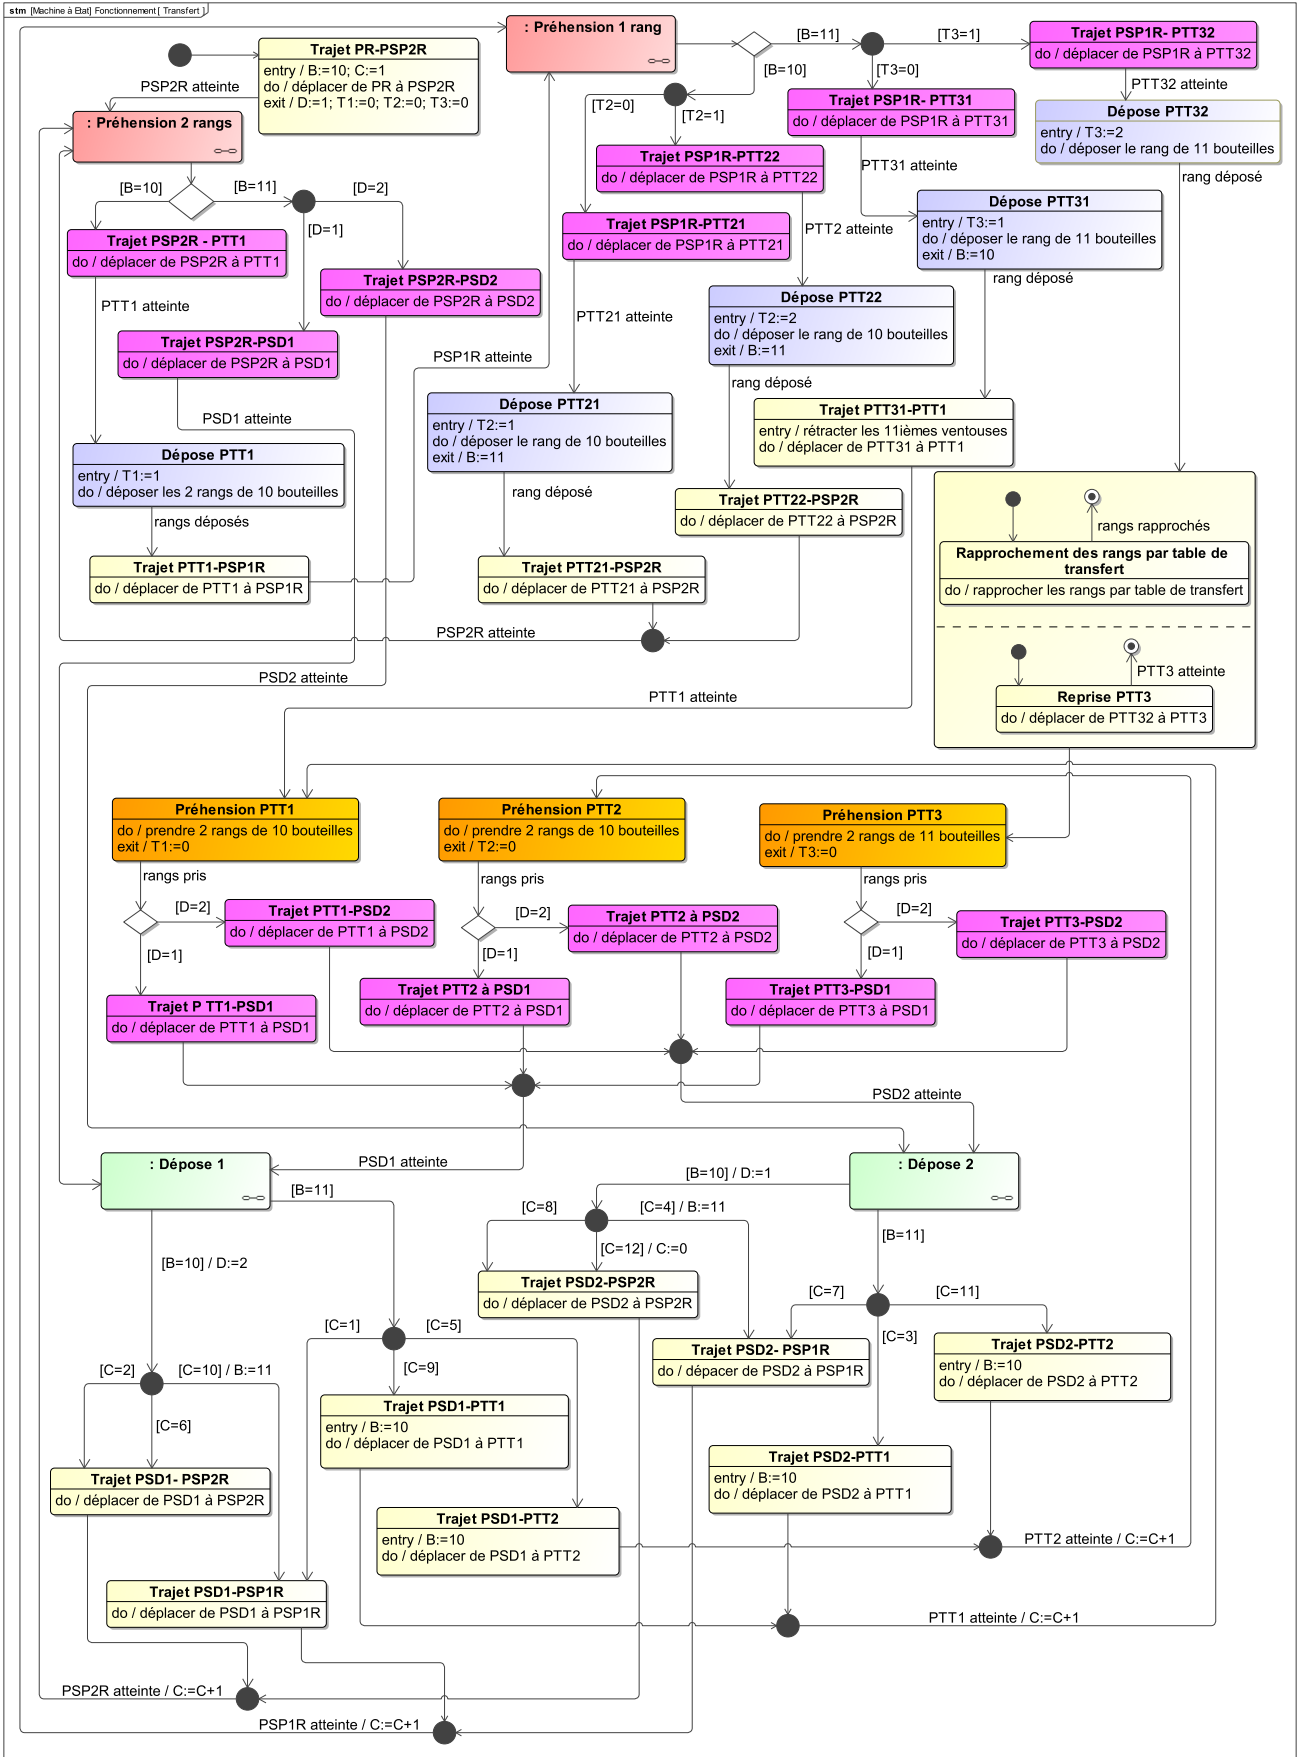 stm [Machine à Etat] Fonctionnement [ Transfert ]
: Préhension 1 rang
[B=11]
[T3=1]
Trajet PSP1R- PTT32
do / déplacer de PSP1R à PTT32
Trajet PR-PSP2R
entry / B:=10; C:=1
do / déplacer de PR à PSP2R
exit / D:=1; T1:=0; T2:=0; T3:=0
PSP2R atteinte
[B=10]
[T3=0]
PTT32 atteinte
[T2=0]
[T2=1]
Trajet PSP1R- PTT31
do / déplacer de PSP1R à PTT31
Dépose PTT32
entry / T3:=2
do / déposer le rang de 11 bouteilles
: Préhension 2 rangs
Trajet PSP1R-PTT22
do / déplacer de PSP1R à PTT22
PTT31 atteinte
rang déposé
[B=10]
[B=11]
[D=2]
[D=1]
Trajet PSP1R-PTT21
do / déplacer de PSP1R à PTT21
PTT2 atteinte
Dépose PTT31
entry / T3:=1
do / déposer le rang de 11 bouteilles
exit / B:=10
Trajet PSP2R - PTT1
do / déplacer de PSP2R à PTT1
Trajet PSP2R-PSD2
do / déplacer de PSP2R à PSD2
rang déposé
PTT1 atteinte
PTT21 atteinte
Dépose PTT22
entry / T2:=2
do / déposer le rang de 10 bouteilles
exit / B:=11
Trajet PSP2R-PSD1
do / déplacer de PSP2R à PSD1
PSP1R atteinte
rang déposé
PSD1 atteinte
Dépose PTT21
entry / T2:=1
do / déposer le rang de 10 bouteilles
exit / B:=11
Trajet PTT31-PTT1
entry / rétracter les 11ièmes ventouses
do / déplacer de PTT31 à PTT1
Dépose PTT1
entry / T1:=1
do / déposer les 2 rangs de 10 bouteilles
rang déposé
Trajet PTT22-PSP2R
do / déplacer de PTT22 à PSP2R
rangs déposés
rangs rapprochés
Trajet PTT1-PSP1R
do / déplacer de PTT1 à PSP1R
Trajet PTT21-PSP2R
do / déplacer de PTT21 à PSP2R
Rapprochement des rangs par table de
transfert
do / rapprocher les rangs par table de transfert
PSP2R atteinte
PSD2 atteinte
PTT3 atteinte
PTT1 atteinte
Reprise PTT3
do / déplacer de PTT32 à PTT3
Préhension PTT1
do / prendre 2 rangs de 10 bouteilles
exit / T1:=0
Préhension PTT2
do / prendre 2 rangs de 10 bouteilles
exit / T2:=0
Préhension PTT3
do / prendre 2 rangs de 11 bouteilles
exit / T3:=0
rangs pris
rangs pris
rangs pris
[D=2]
Trajet PTT1-PSD2
do / déplacer de PTT1 à PSD2
[D=2]
Trajet PTT2 à PSD2
do / déplacer de PTT2 à PSD2
[D=2]
Trajet PTT3-PSD2
do / déplacer de PTT3 à PSD2
[D=1]
[D=1]
[D=1]
Trajet P TT1-PSD1
do / déplacer de PTT1 à PSD1
Trajet PTT2 à PSD1
do / déplacer de PTT2 à PSD1
Trajet PTT3-PSD1
do / déplacer de PTT3 à PSD1
PSD2 atteinte
PSD1 atteinte
: Dépose 1
: Dépose 2
[B=10] / D:=1
[B=11]
[C=8]
[C=4] / B:=11
[B=11]
[C=12] / C:=0
[B=10] / D:=2
Trajet PSD2-PSP2R
do / déplacer de PSD2 à PSP2R
[C=7]
[C=11]
[C=3]
[C=1]
[C=5]
[C=9]
Trajet PSD2- PSP1R
do / dépacer de PSD2 à PSP1R
Trajet PSD2-PTT2
entry / B:=10
do / déplacer de PSD2 à PTT2
[C=2]
[C=10] / B:=11
[C=6]
Trajet PSD1-PTT1
entry / B:=10
do / déplacer de PSD1 à PTT1
Trajet PSD2-PTT1
entry / B:=10
do / déplacer de PSD2 à PTT1
Trajet PSD1- PSP2R
do / déplacer de PSD1 à PSP2R
Trajet PSD1-PTT2
entry / B:=10
do / déplacer de PSD1 à PTT2
PTT2 atteinte / C:=C+1
Trajet PSD1-PSP1R
do / déplacer de PSD1 à PSP1R
PTT1 atteinte / C:=C+1
PSP2R atteinte / C:=C+1
PSP1R atteinte / C:=C+1